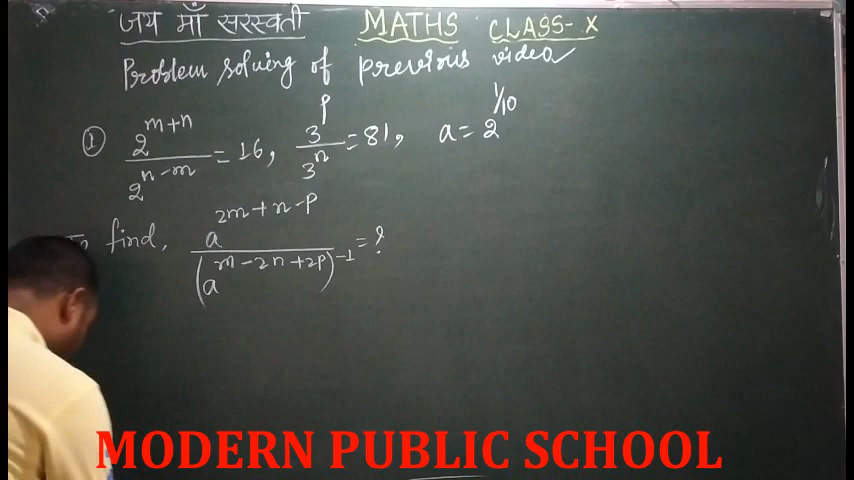 जय माँ सरस्वती MATHS CLASS-X
Problem solving of previous video
① 2^(m+n) / 2^(n-m) = 16, 3^p / 3^n = 81, a = 2^(1/10)
To find, a^(2m+n-p) / (a^(m-2n+2p))^-1 = ?
MODERN PUBLIC SCHOOL